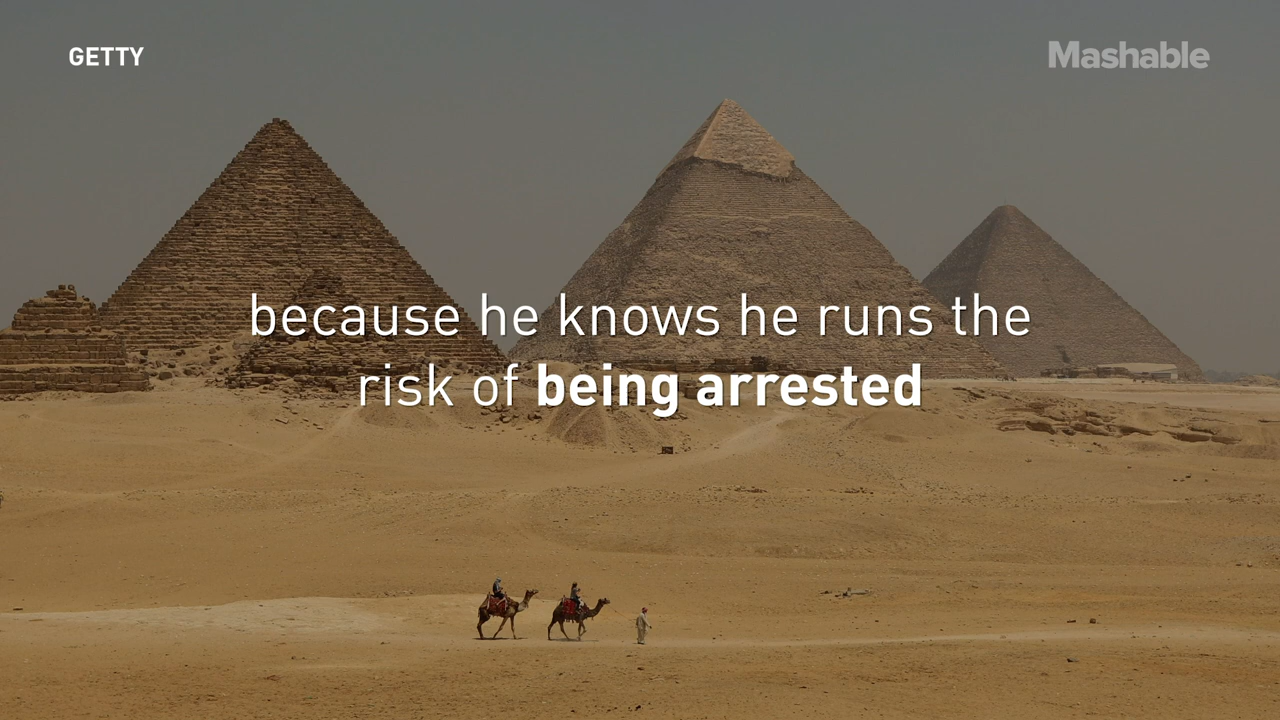 GETTY
Mashable
because he knows he runs the
risk of being arrested